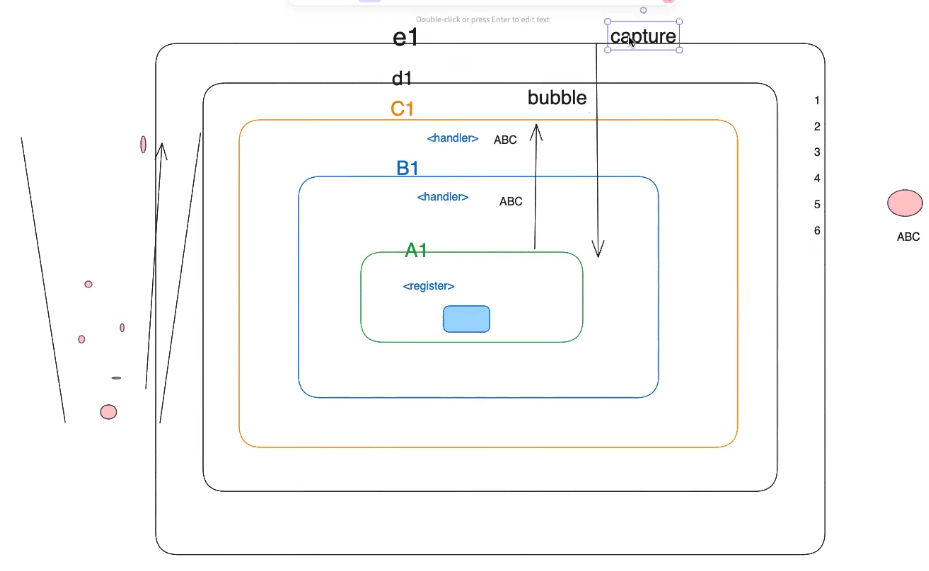 Double-click or press Enter to edit text
e1
capture
d1
bubble
C1
<handler> ABC
B1
<handler> ABC
A1
<register>
1
2
3
4
5
6
ABC